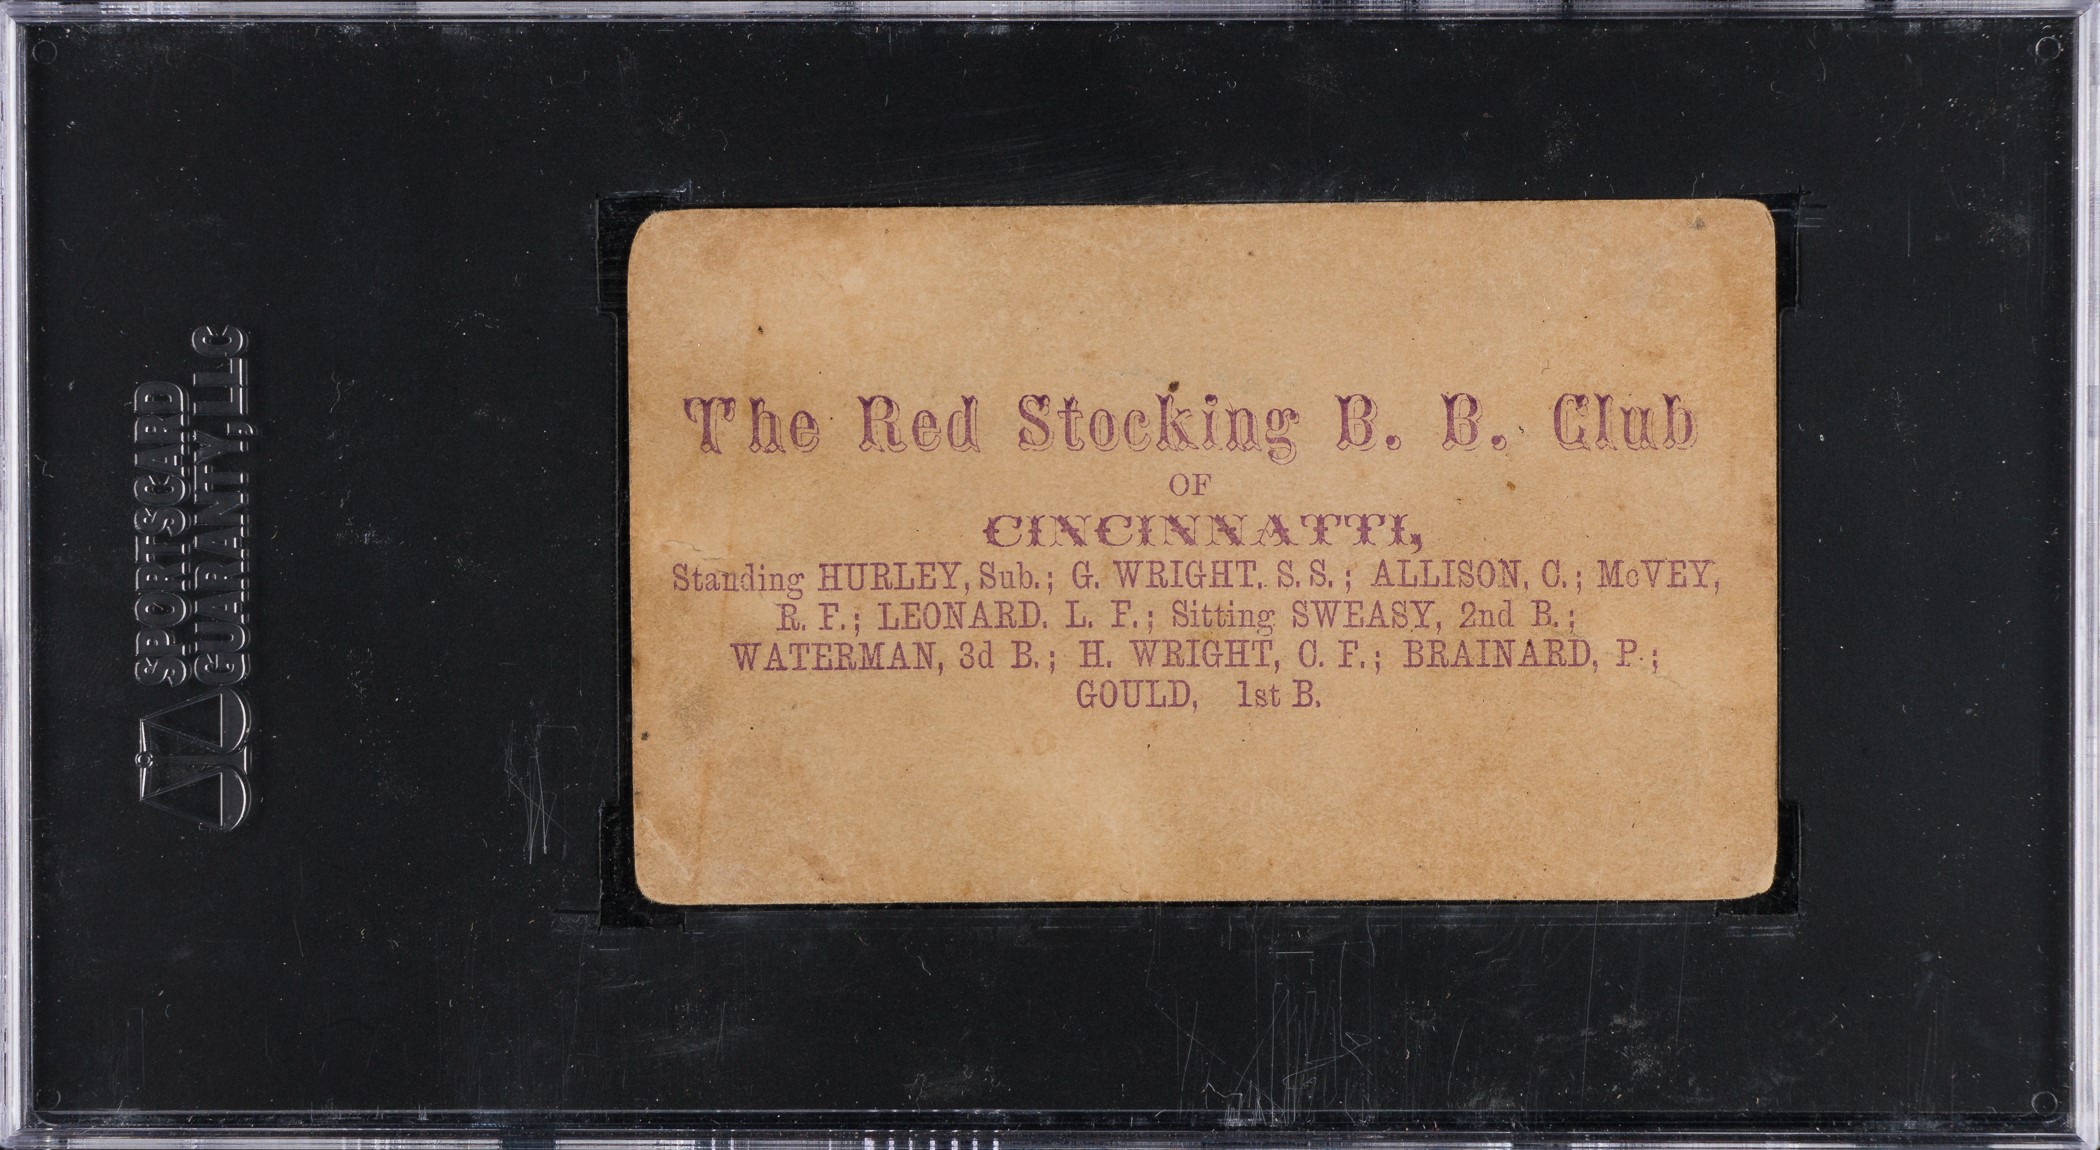 SPORTSCARD
GUARANTY, LLC
The Red Stocking B. B. Club
OF
CINCINNATTI,
Standing HURLEY, Sub.; G. WRIGHT. S. S.; ALLISON, C.; McVEY,
R. F.; LEONARD. L. F.; Sitting SWEASY, 2nd B.;
WATERMAN, 3d B.; H. WRIGHT, C. F.; BRAINARD, P.;
GOULD, 1st B.